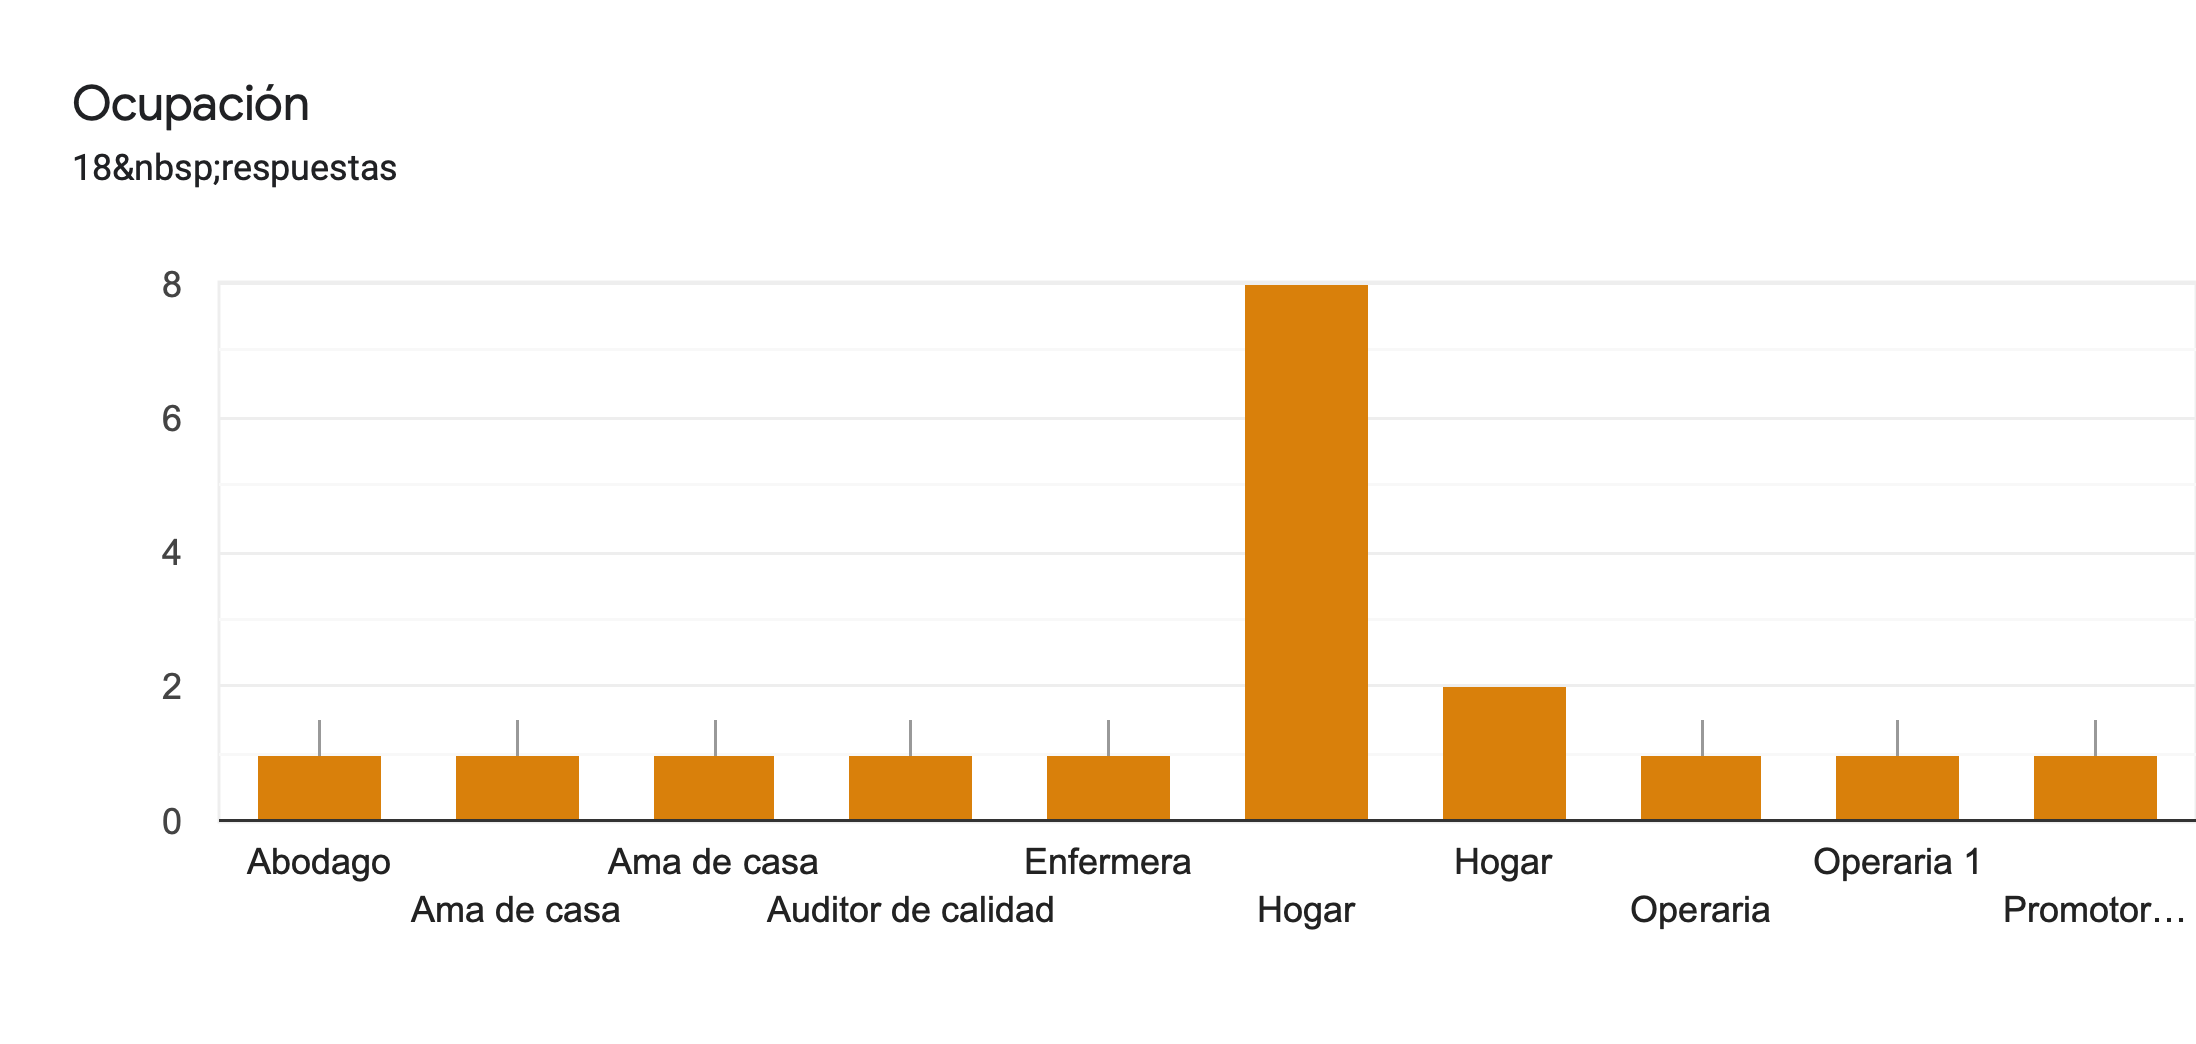 Ocupación
18&nbsp;respuestas
8
6
4
2
0
Abodago
Ama de casa
Ama de casa
Auditor de calidad
Enfermera
Hogar
Hogar
Operaria
Operaria 1
Promotor…